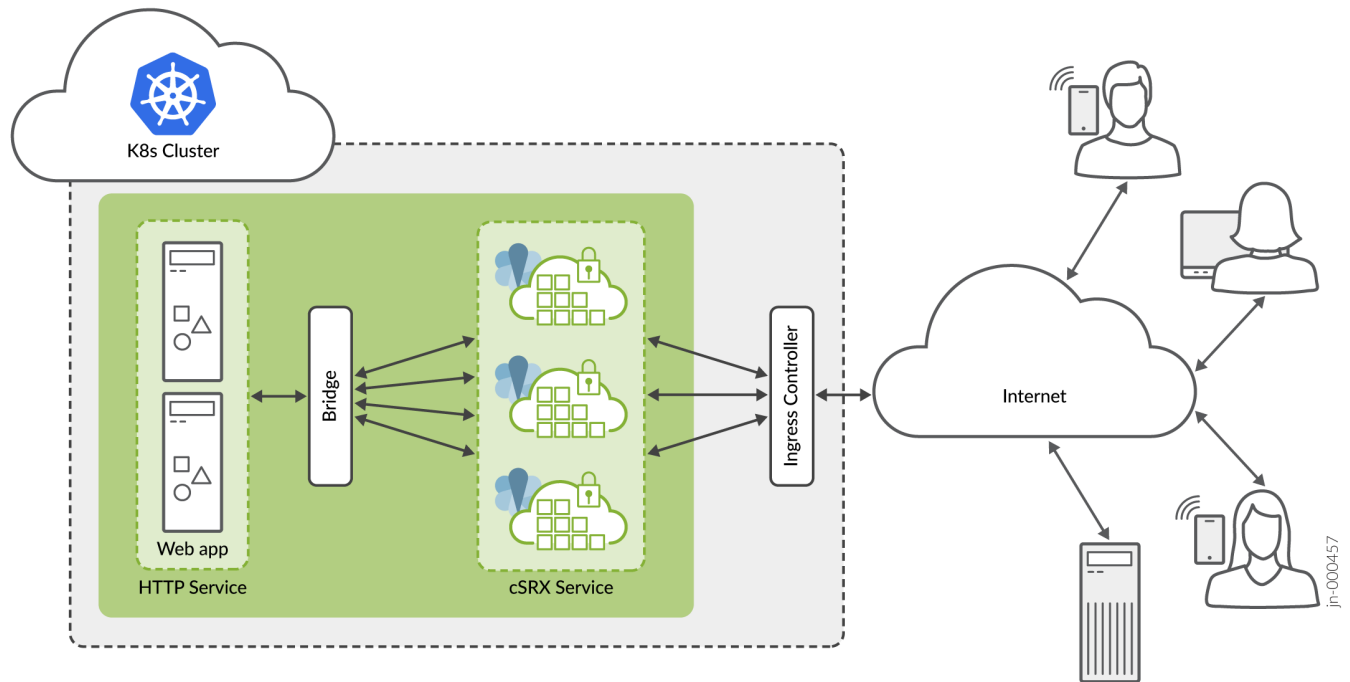 K8s Cluster
Web app
HTTP Service
Bridge
cSRX Service
Ingress Controller
Internet
jn-000457